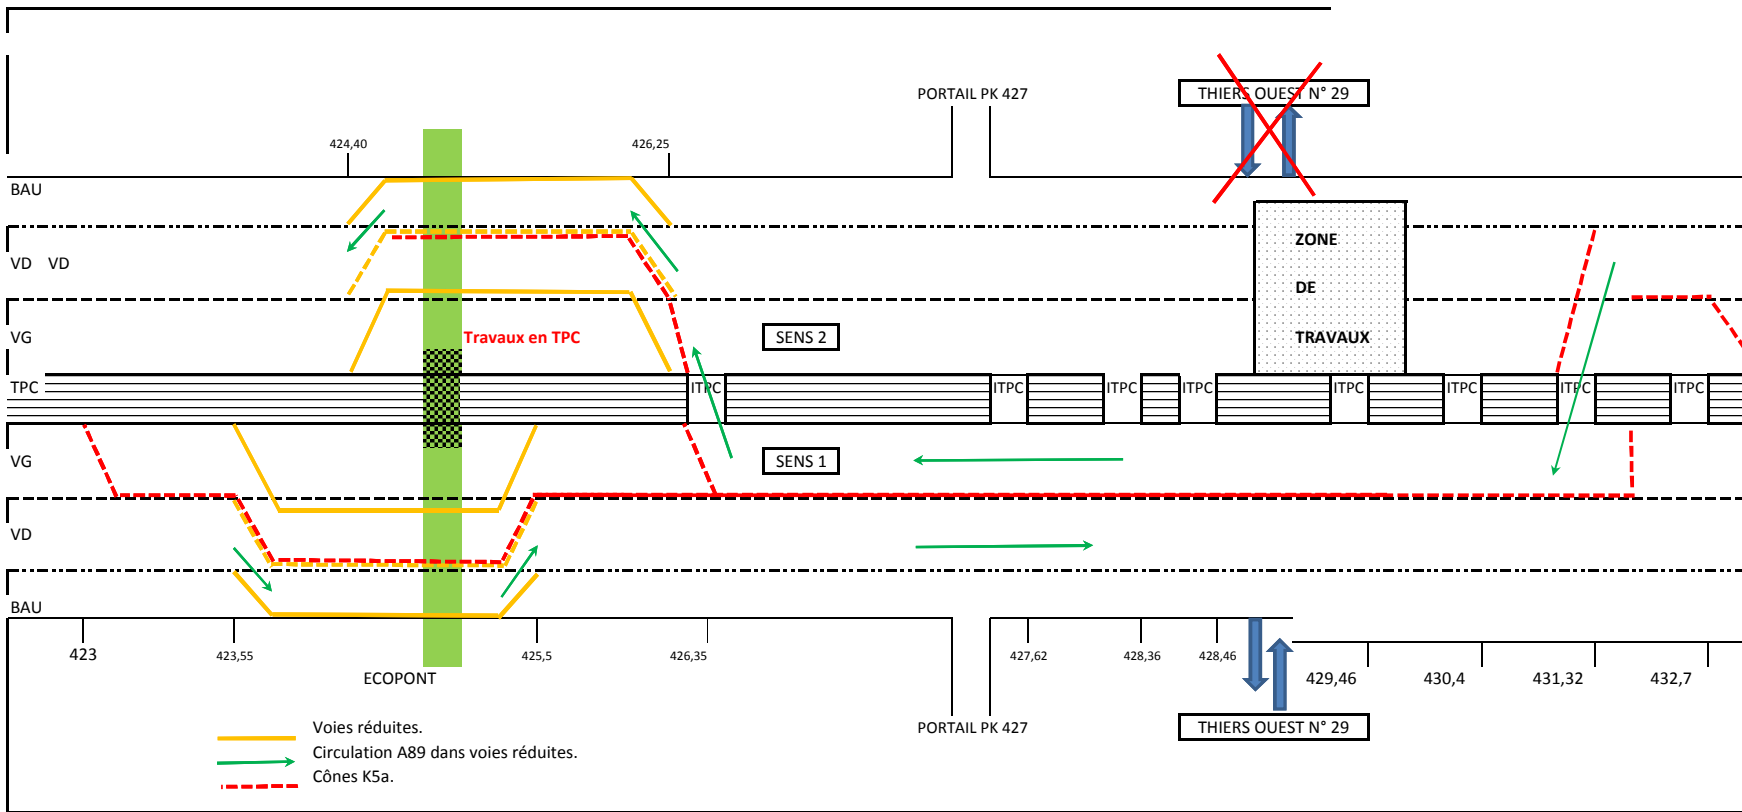 PORTAIL PK 427
THIERS OUEST N° 29
424,40
426,25
BAU
VD VD
ZONE
DE
TRAVAUX
VG
Travaux en TPC
SENS 2
TPC
ITPC
ITPC
ITPC
ITPC
ITPC
ITPC
ITPC
ITPC
VG
SENS 1
VD
BAU
423
423,55
425,5
426,35
427,62
428,36
428,46
429,46
430,4
431,32
432,7
ECOPONT
PORTAIL PK 427
THIERS OUEST N° 29
Voies réduites.
Circulation A89 dans voies réduites.
Cônes K5a.